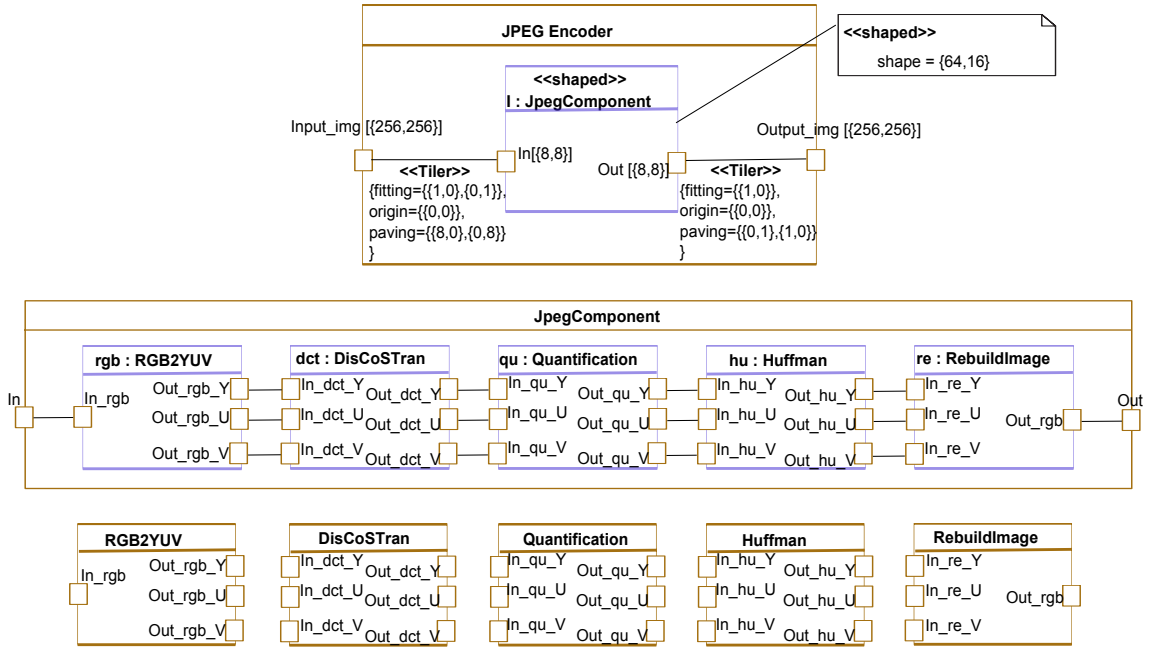 JPEG Encoder
<<shaped>>
shape = {64,16}
<<shaped>>
I : JpegComponent
Input_img [{256,256}]
Output_img [{256,256}]
In[{8,8}]
Out [{8,8}]
<<Tiler>>
{fitting={{1,0},{0,1}},
origin={{0,0}},
paving={{8,0},{0,8}}
}
<<Tiler>>
{fitting={{1,0}},
origin={{0,0}},
paving={{0,1},{1,0}}
}
JpegComponent
In
Out
rgb : RGB2YUV
In_rgb
Out_rgb_Y
Out_rgb_U
Out_rgb_V
dct : DisCoSTran
In_dct_Y
In_dct_U
In_dct_V
Out_dct_Y
Out_dct_U
Out_dct_V
qu : Quantification
In_qu_Y
In_qu_U
In_qu_V
Out_qu_Y
Out_qu_U
Out_qu_V
hu : Huffman
In_hu_Y
In_hu_U
In_hu_V
Out_hu_Y
Out_hu_U
Out_hu_V
re : RebuildImage
In_re_Y
In_re_U
In_re_V
Out_rgb
RGB2YUV
In_rgb
Out_rgb_Y
Out_rgb_U
Out_rgb_V
DisCoSTran
In_dct_Y
In_dct_U
In_dct_V
Out_dct_Y
Out_dct_U
Out_dct_V
Quantification
In_qu_Y
In_qu_U
In_qu_V
Out_qu_Y
Out_qu_U
Out_qu_V
Huffman
In_hu_Y
In_hu_U
In_hu_V
Out_hu_Y
Out_hu_U
Out_hu_V
RebuildImage
In_re_Y
In_re_U
In_re_V
Out_rgb